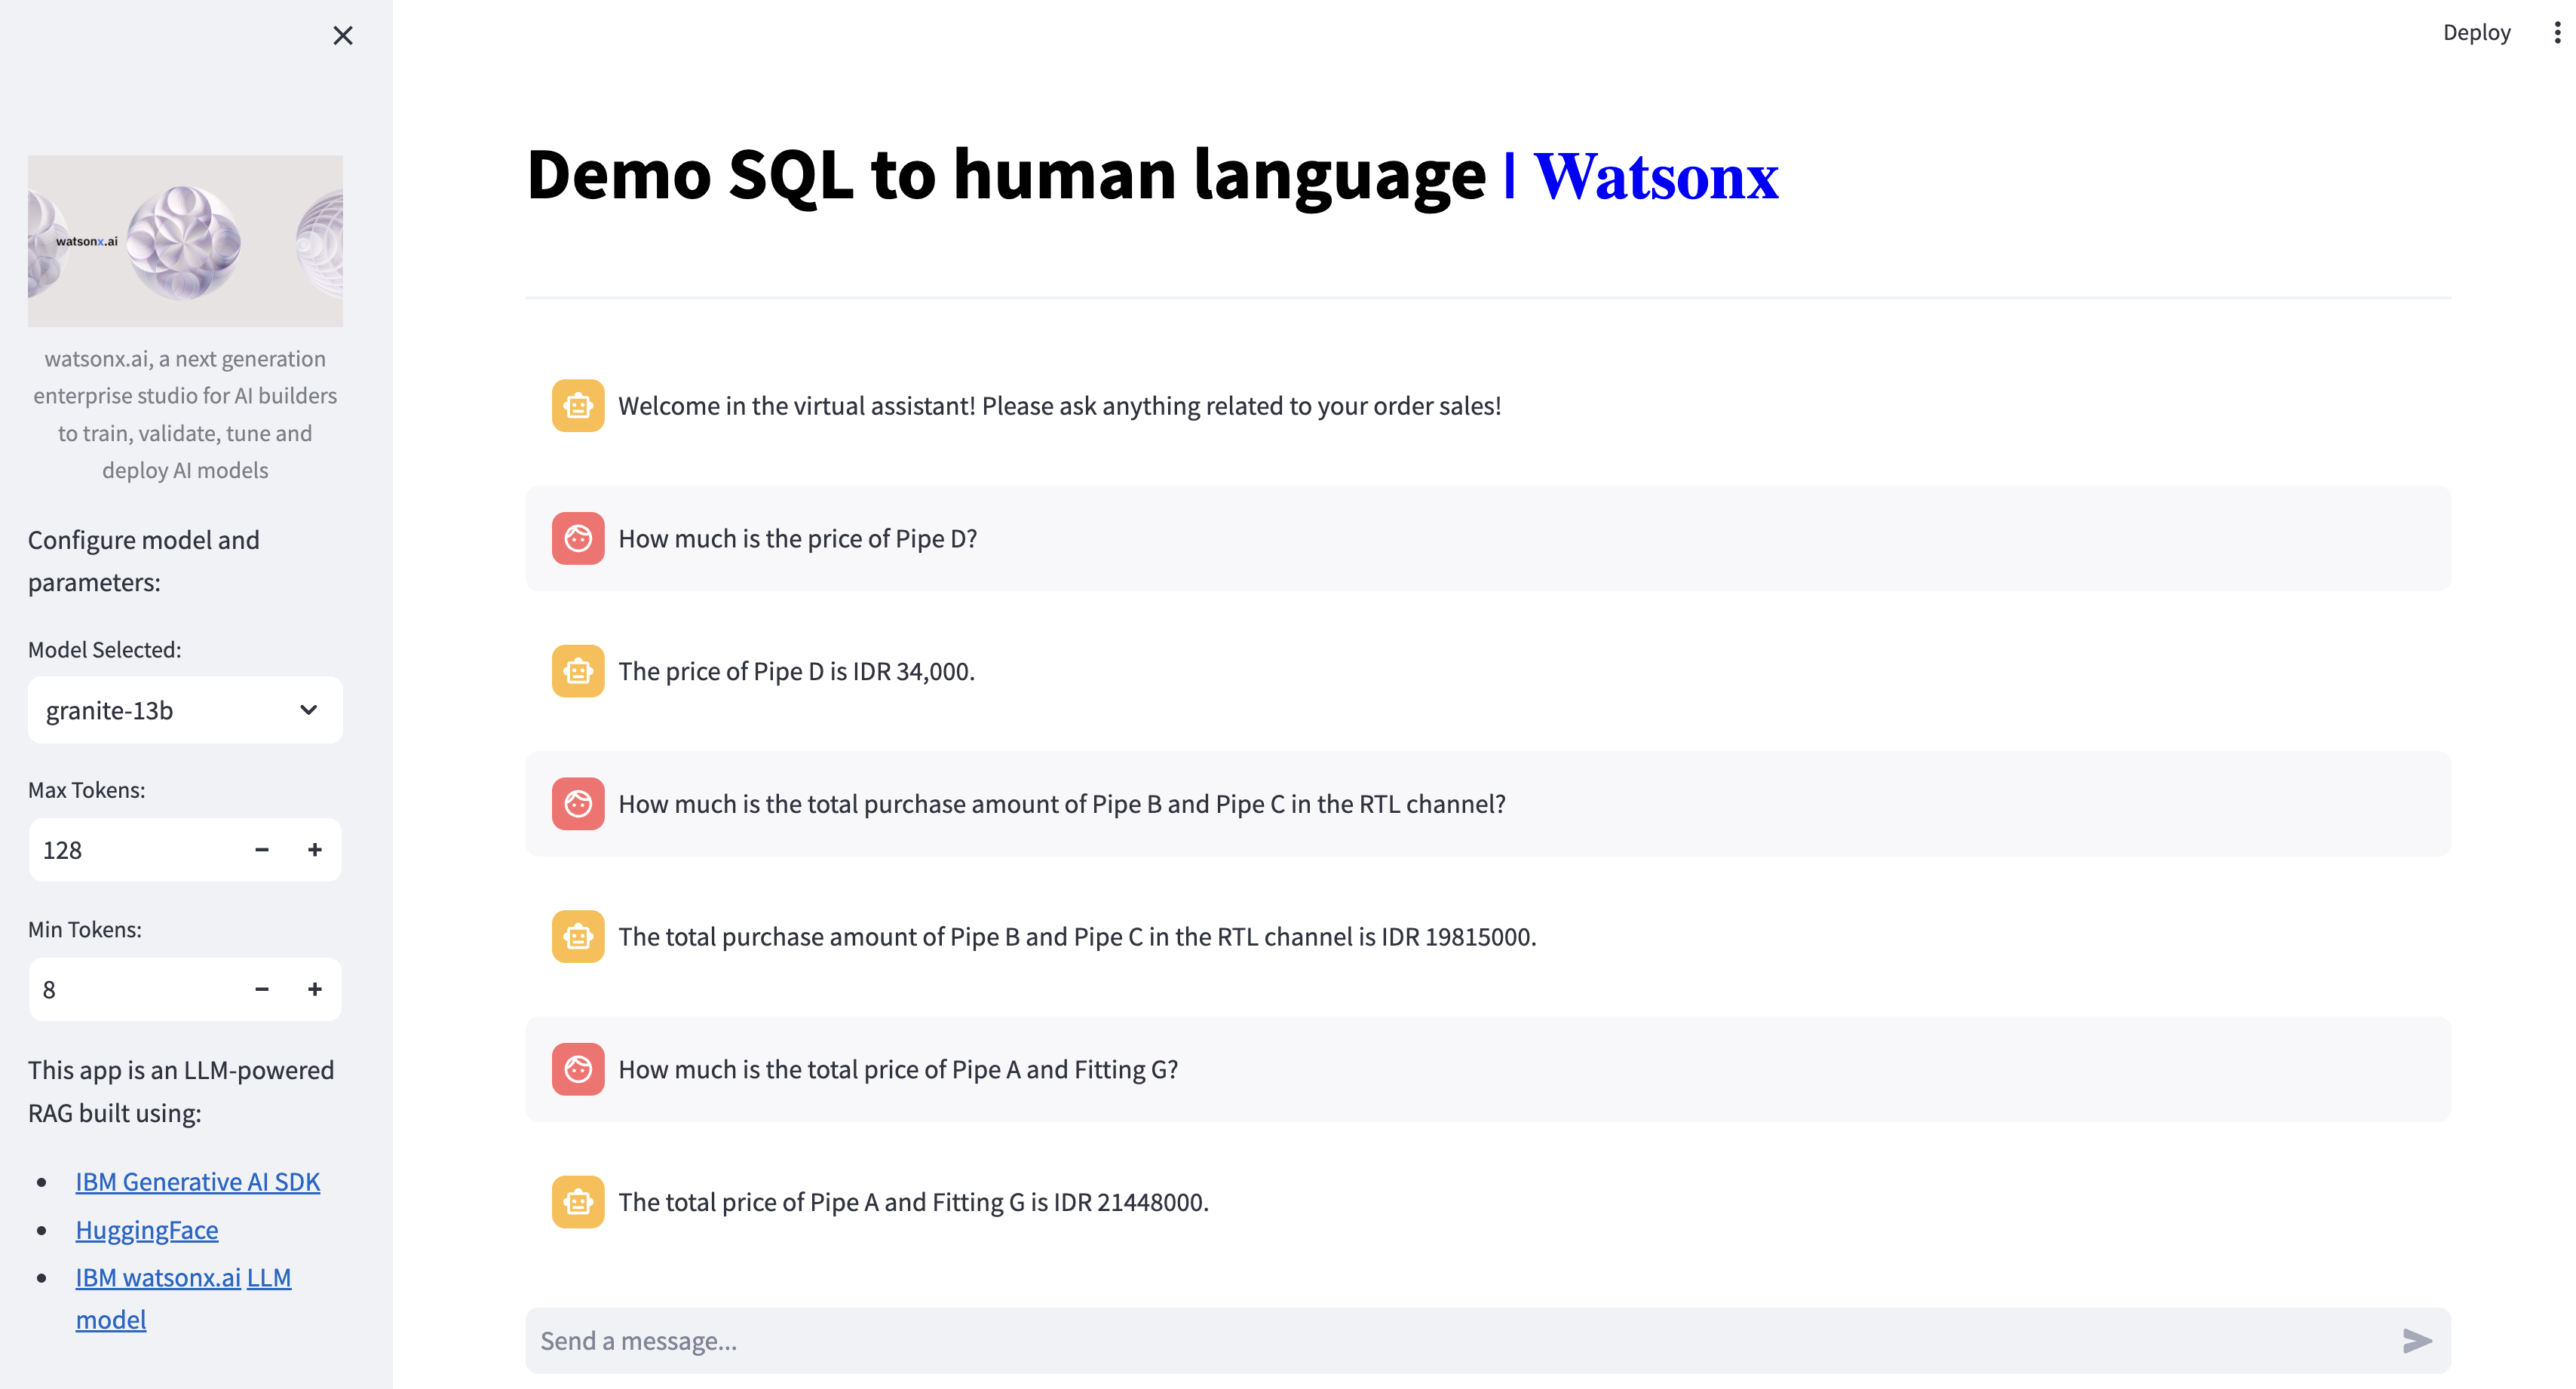 Deploy
watsonx.ai
watsonx.ai, a next generation
enterprise studio for AI builders
to train, validate, tune and
deploy AI models
Configure model and
parameters:
Model Selected:
granite-13b
Max Tokens:
128
Min Tokens:
8
This app is an LLM-powered
RAG built using:
IBM Generative AI SDK
HuggingFace
IBM watsonx.ai LLM
model
Demo SQL to human language | Watsonx
Welcome in the virtual assistant! Please ask anything related to your order sales!
How much is the price of Pipe D?
The price of Pipe D is IDR 34,000.
How much is the total purchase amount of Pipe B and Pipe C in the RTL channel?
The total purchase amount of Pipe B and Pipe C in the RTL channel is IDR 19815000.
How much is the total price of Pipe A and Fitting G?
The total price of Pipe A and Fitting G is IDR 21448000.
Send a message...